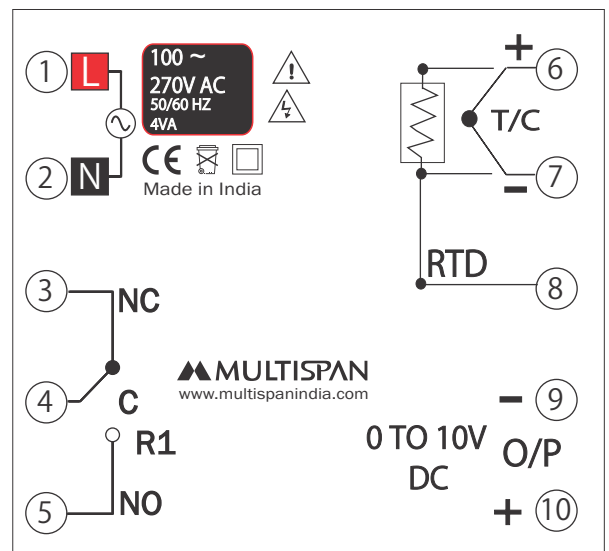 1 L
100 ~
270V AC
50/60 HZ
4VA
2 N
CE
Made in India
+ 6
T/C
- 7
RTD 8
3 NC
4 C
R1
5 NO
MULTISPAN
www.multispanindia.com
- 9
0 TO 10V
DC
O/P
+ 10